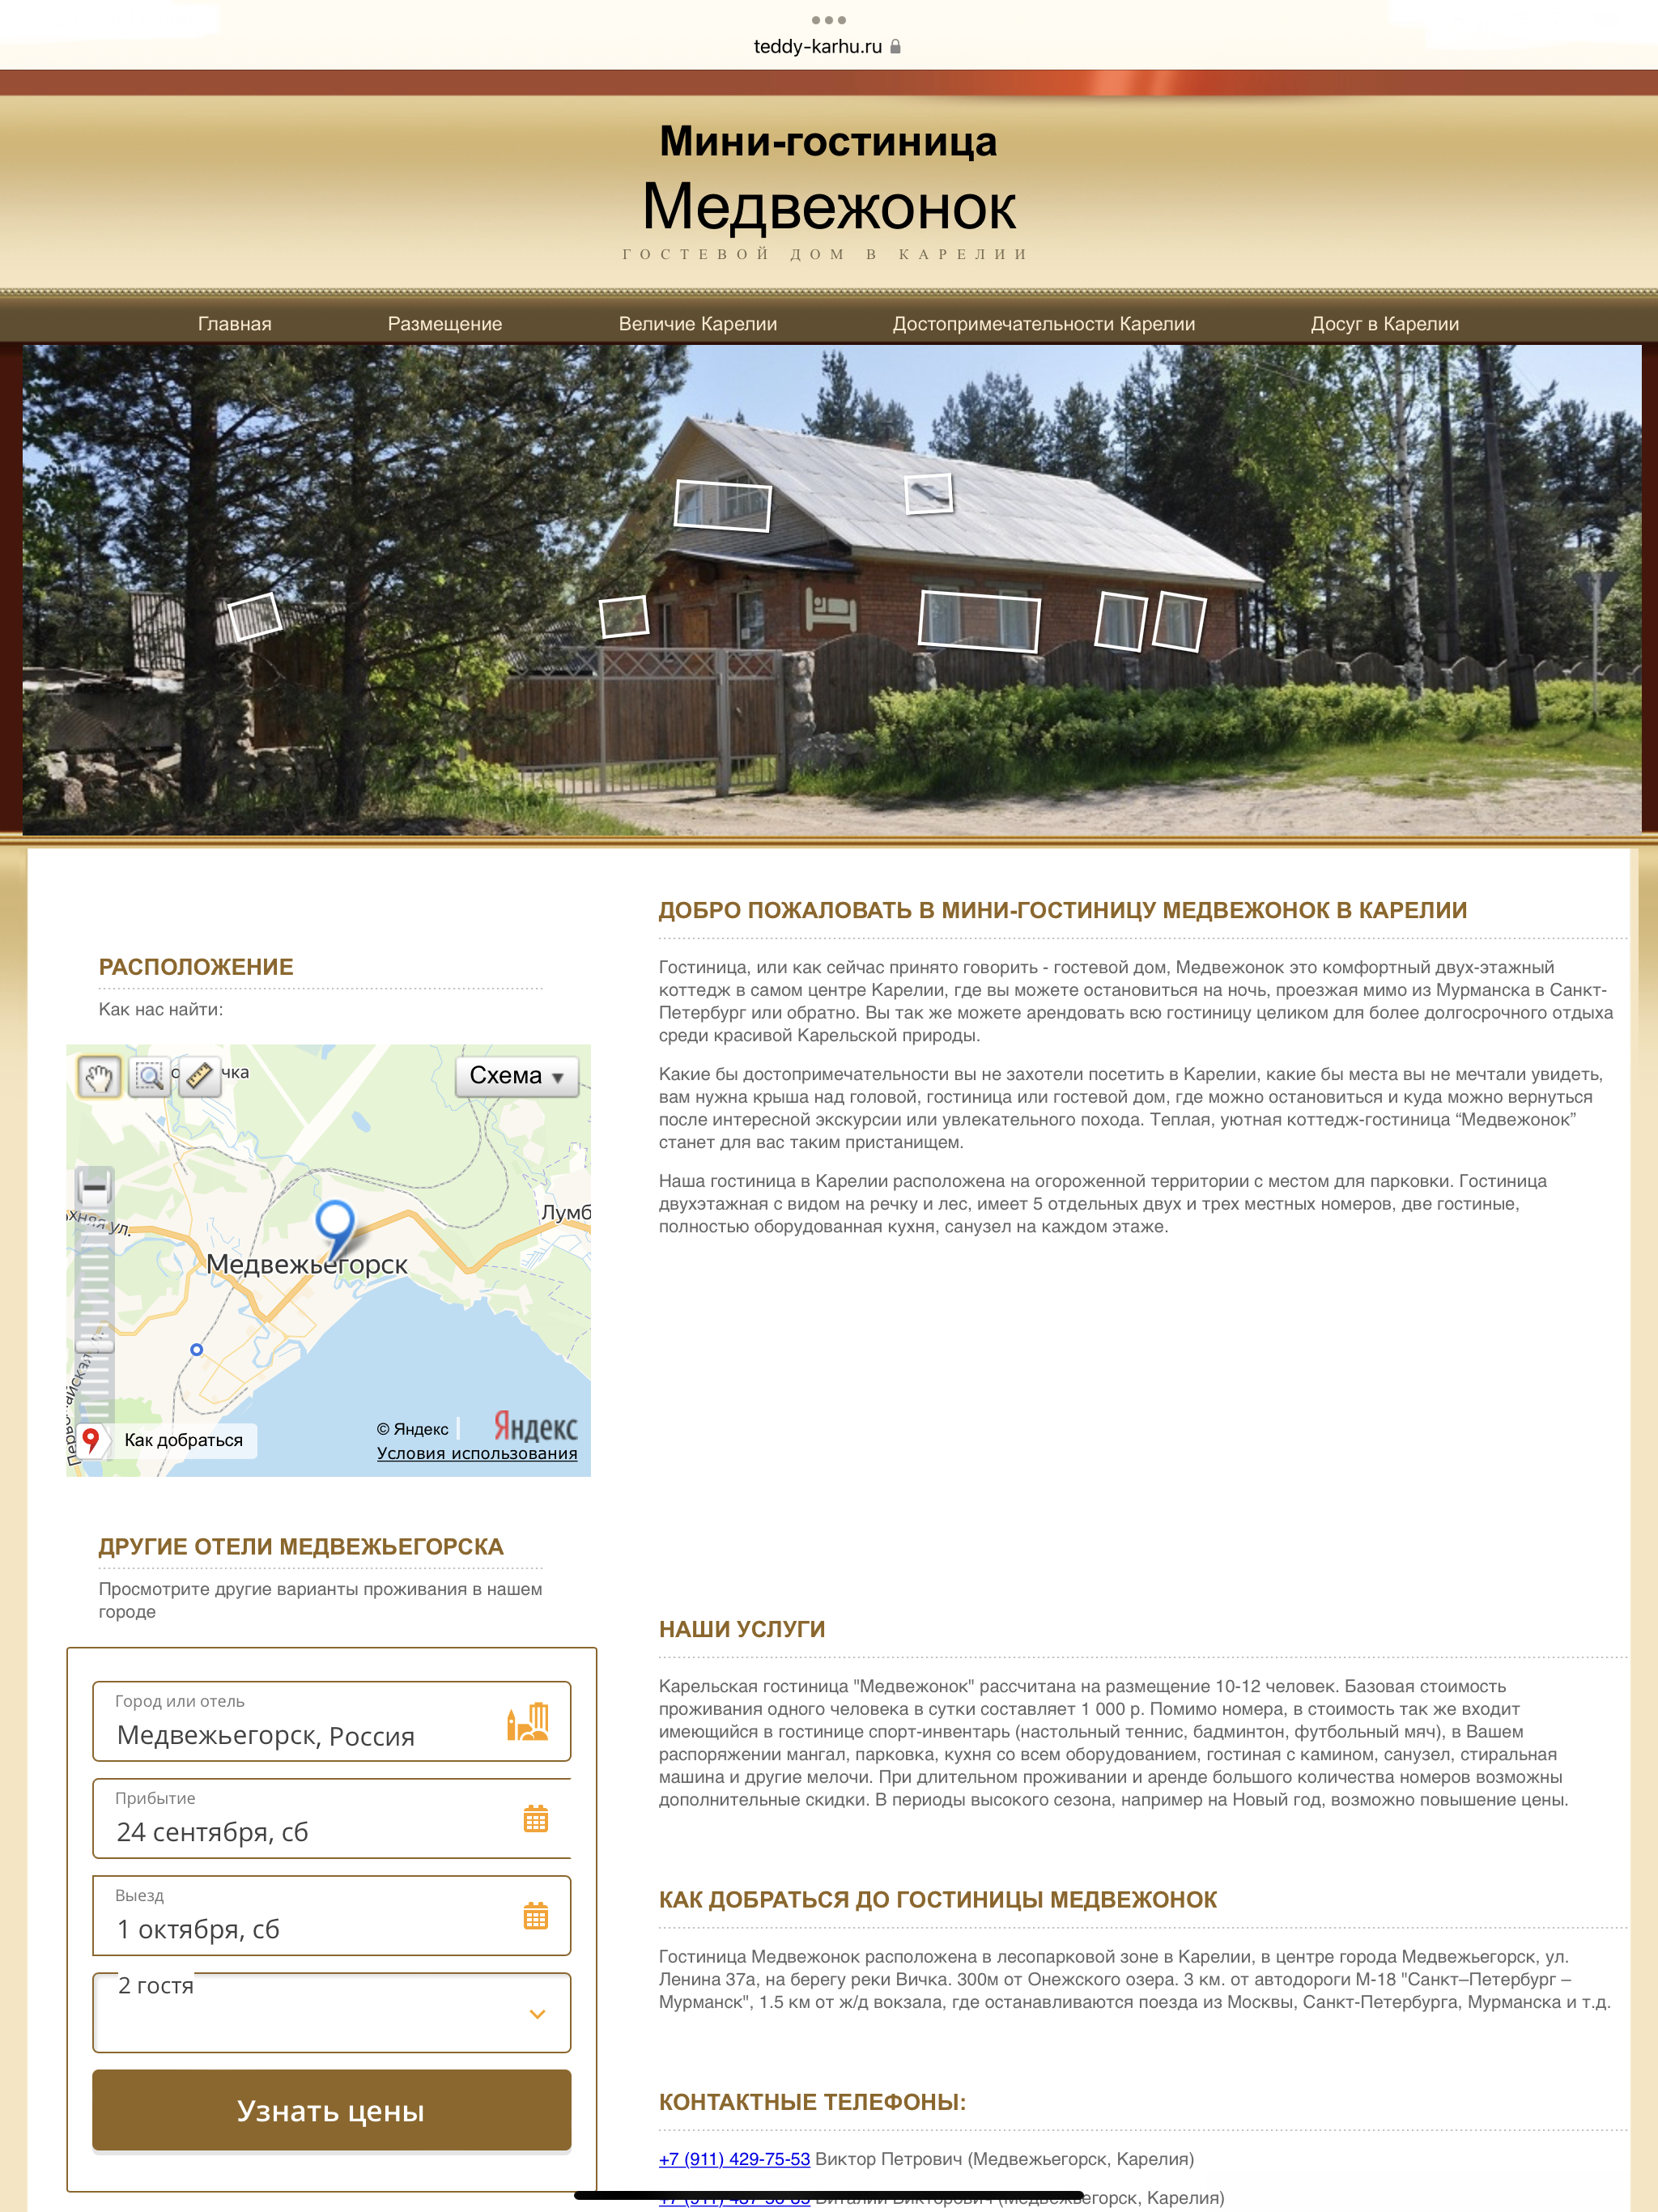 teddy-karhu.ru
Мини-гостиница
Медвежонок
ГОСТЕВОЙ ДОМ В КАРЕЛИИ
Главная
Размещение
Величие Карелии
Достопримечательности Карелии
Досуг в Карелии
РАСПОЛОЖЕНИЕ
Как нас найти:
Схема
Лумб
Медвежьегорск
Как добраться
© Яндекс
Яндекс
Условия использования
ДРУГИЕ ОТЕЛИ МЕДВЕЖЬЕГОРСКА
Просмотрите другие варианты проживания в нашем
городе
Город или отель
Медвежьегорск, Россия
Прибытие
24 сентября, сб
Выезд
1 октября, сб
2 гостя
Узнать цены
ДОБРО ПОЖАЛОВАТЬ В МИНИ-ГОСТИНИЦУ МЕДВЕЖОНОК В КАРЕЛИИ
Гостиница, или как сейчас принято говорить - гостевой дом, Медвежонок это комфортный двух-этажный
коттедж в самом центре Карелии, где вы можете остановиться на ночь, проезжая мимо из Мурманска в Санкт-
Петербург или обратно. Вы так же можете арендовать всю гостиницу целиком для более долгосрочного отдыха
среди красивой Карельской природы.
Какие бы достопримечательности вы не захотели посетить в Карелии, какие бы места вы не мечтали увидеть,
вам нужна крыша над головой, гостиница или гостевой дом, где можно остановиться и куда можно вернуться
после интересной экскурсии или увлекательного похода. Теплая, уютная коттедж-гостиница “Медвежонок”
станет для вас таким пристанищем.
Наша гостиница в Карелии расположена на огороженной территории с местом для парковки. Гостиница
двухэтажная с видом на речку и лес, имеет 5 отдельных двух и трех местных номеров, две гостиные,
полностью оборудованная кухня, санузел на каждом этаже.
НАШИ УСЛУГИ
Карельская гостиница "Медвежонок" рассчитана на размещение 10-12 человек. Базовая стоимость
проживания одного человека в сутки составляет 1 000 р. Помимо номера, в стоимость так же входит
имеющийся в гостинице спорт-инвентарь (настольный теннис, бадминтон, футбольный мяч), в Вашем
распоряжении мангал, парковка, кухня со всем оборудованием, гостиная с камином, санузел, стиральная
машина и другие мелочи. При длительном проживании и аренде большого количества номеров возможны
дополнительные скидки. В периоды высокого сезона, например на Новый год, возможно повышение цены.
КАК ДОБРАТЬСЯ ДО ГОСТИНИЦЫ МЕДВЕЖОНОК
Гостиница Медвежонок расположена в лесопарковой зоне в Карелии, в центре города Медвежьегорск, ул.
Ленина 37а, на берегу реки Вичка. 300м от Онежского озера. 3 км. от автодороги М-18 "Санкт–Петербург –
Мурманск", 1.5 км от ж/д вокзала, где останавливаются поезда из Москвы, Санкт-Петербурга, Мурманска и т.д.
КОНТАКТНЫЕ ТЕЛЕФОНЫ:
+7 (911) 429-75-53 Виктор Петрович (Медвежьегорск, Карелия)
Виталий Викторович (Медвежьегорск, Карелия)